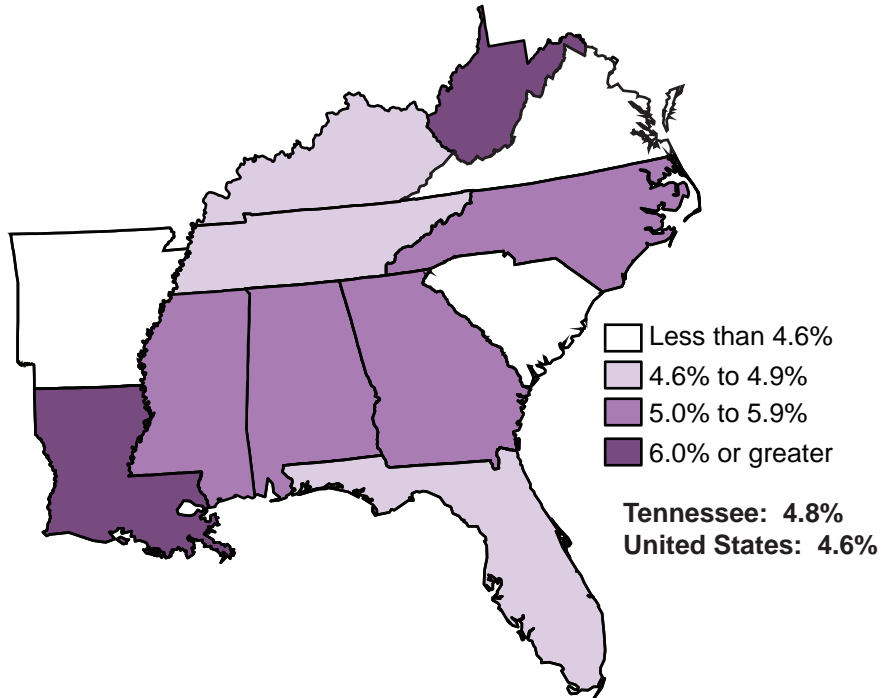 Less than 4.6%
4.6% to 4.9%
5.0% to 5.9%
6.0% or greater
Tennessee: 4.8%
United States: 4.6%